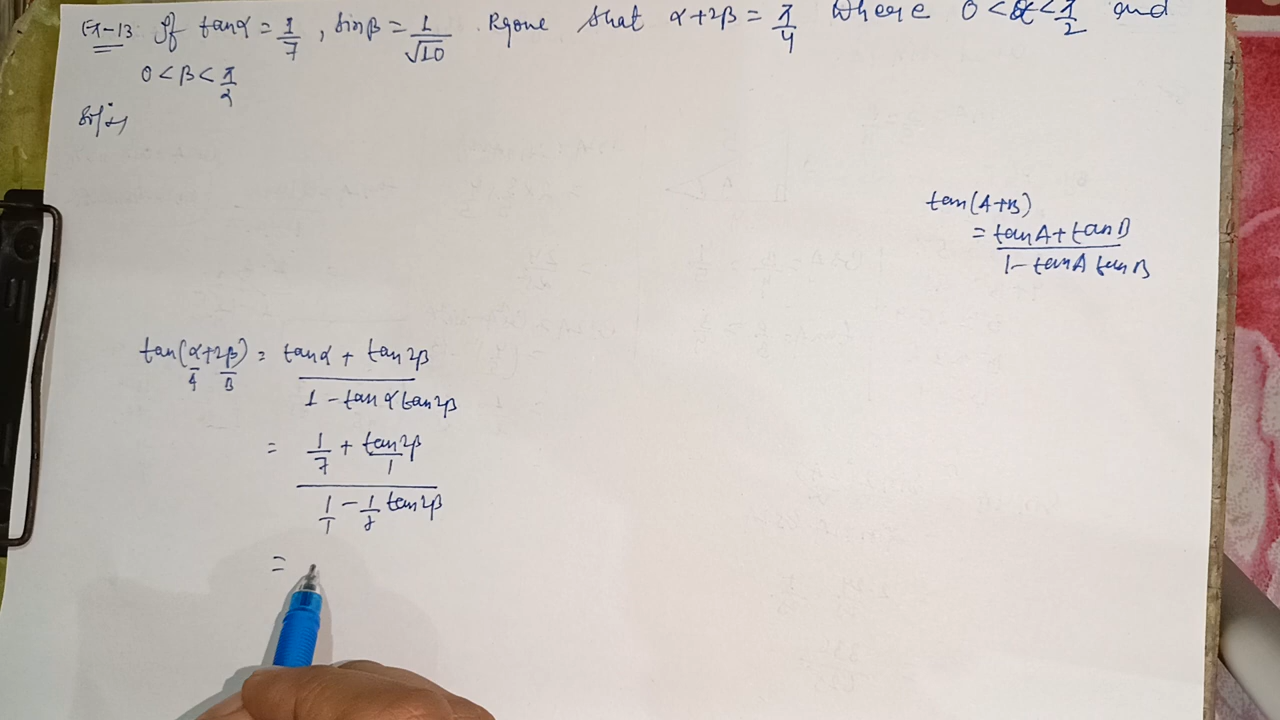 Ex-13 If tanα = 1/7, sinβ = 1/√10. Prove that α+2β = π/4 where 0<α<π/2 and
0<β<π/2
Sol:-
tan(A+B)
= tanA + tanB / 1 - tanA tanB
tan(α+2β) = tanα + tan2β / 1 - tanα tan2β
A B
= 1/7 + tan2β/1 / 1/1 - 1/7 tan2β
=